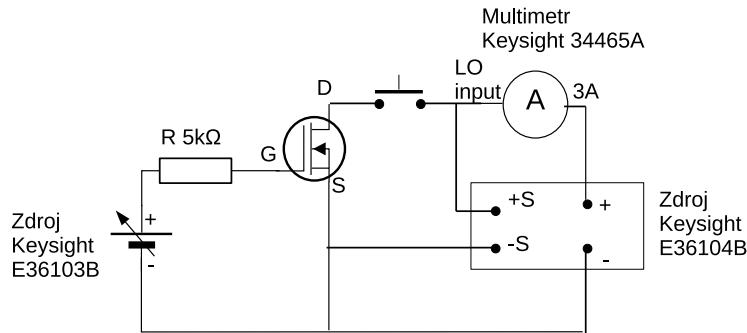 Multimetr
Keysight 34465A
LO
input
3A
A
D
R 5kΩ
G
S
+S
+
-S
-
Zdroj
Keysight
E36104B
Zdroj
Keysight
E36103B
+
-